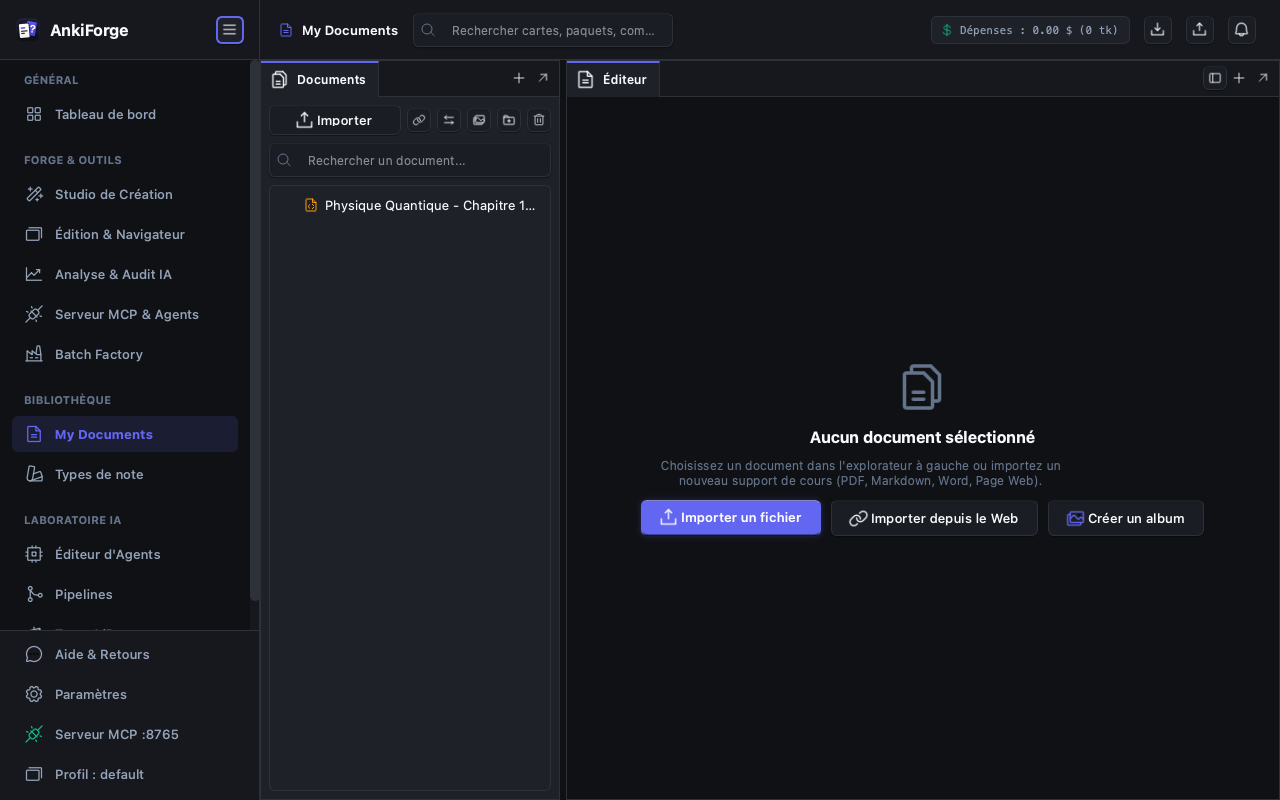 AnkiForge
My Documents
Rechercher cartes, paquets, com...
Dépenses : 0.00 $ (0 tk)
GÉNÉRAL
Tableau de bord
FORGE & OUTILS
Studio de Création
Édition & Navigateur
Analyse & Audit IA
Serveur MCP & Agents
Batch Factory
BIBLIOTHÈQUE
My Documents
Types de note
LABORATOIRE IA
Éditeur d'Agents
Pipelines
Aide & Retours
Paramètres
Serveur MCP :8765
Profil : default
Documents
Importer
Rechercher un document...
Physique Quantique - Chapitre 1...
Éditeur
Aucun document sélectionné
Choisissez un document dans l'explorateur à gauche ou importez un
nouveau support de cours (PDF, Markdown, Word, Page Web).
Importer un fichier
Importer depuis le Web
Créer un album